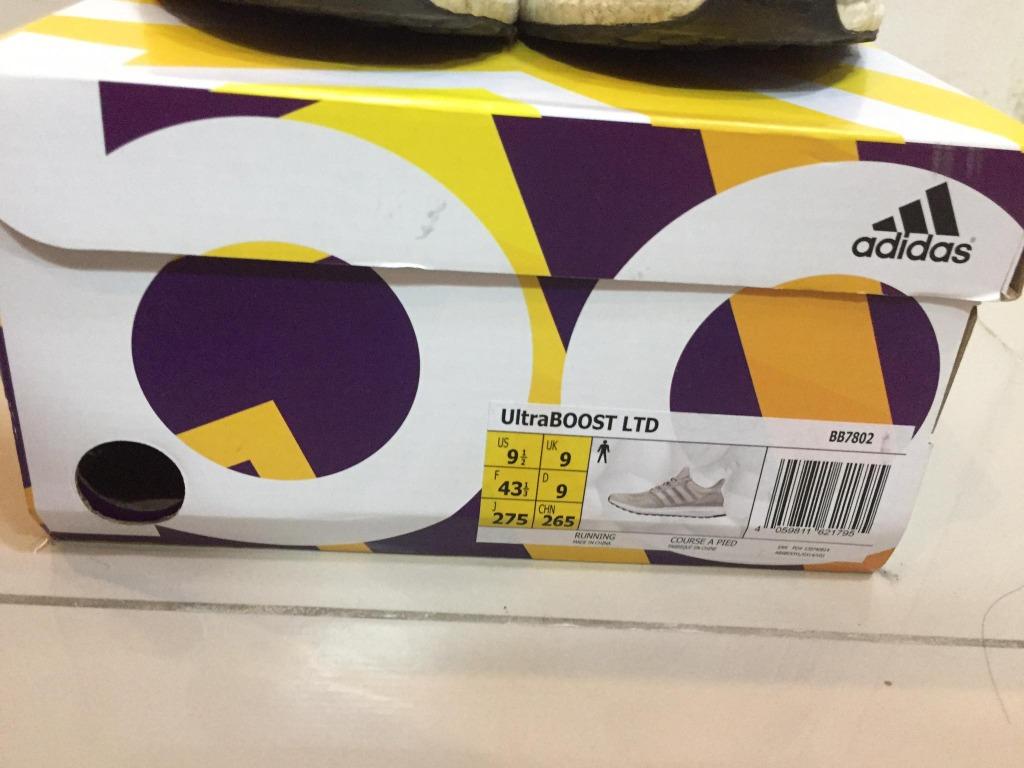 adidas
UltraBOOST LTD
BB7802
US 9½ UK 9
F 43⅓ D 9
J 275 CHN 265
RUNNING
MADE IN CHINA
COURSE A PIED
FABRIQUE EN CHINE
4 059811 621795